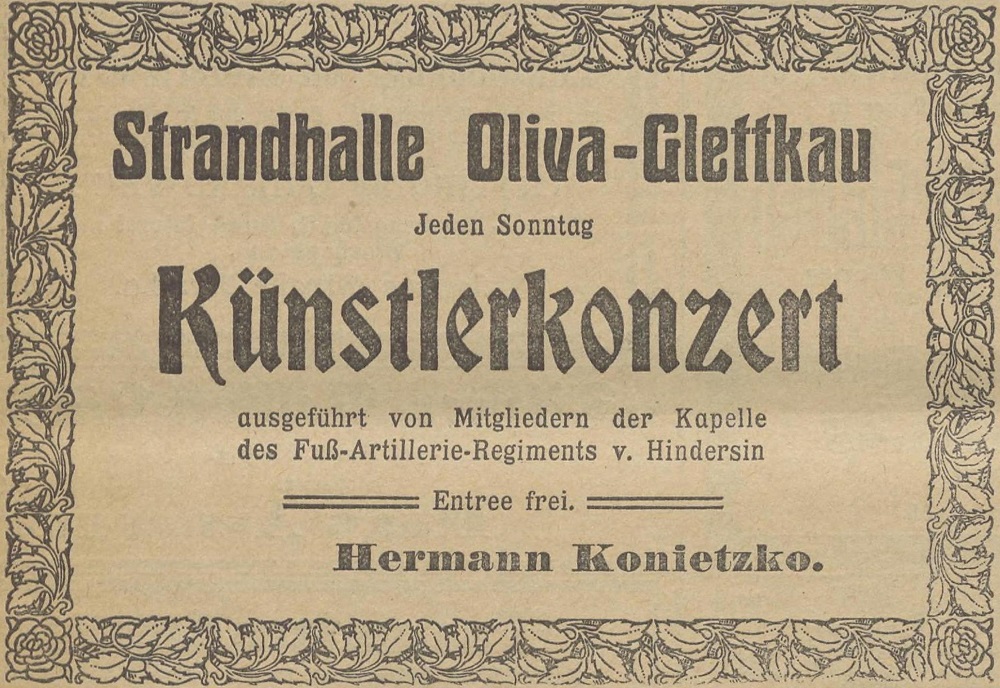 Strandhalle Oliva-Glettkau
Jeden Sonntag
Künstlerkonzert
ausgeführt von Mitgliedern der Kapelle
des Fuß-Artillerie-Regiments v. Hindersin
Entree frei.
Hermann Konietzko.